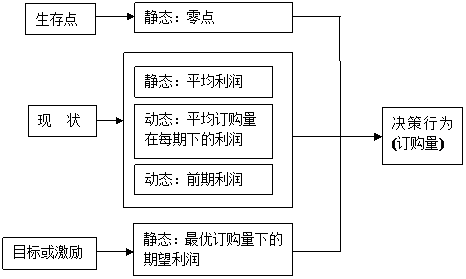 生存点
静态：零点
静态：平均利润
现 状
动态：平均订购量
在每期下的利润
动态：前期利润
决策行为
(订购量)
目标或激励
静态：最优订购量下的
期望利润